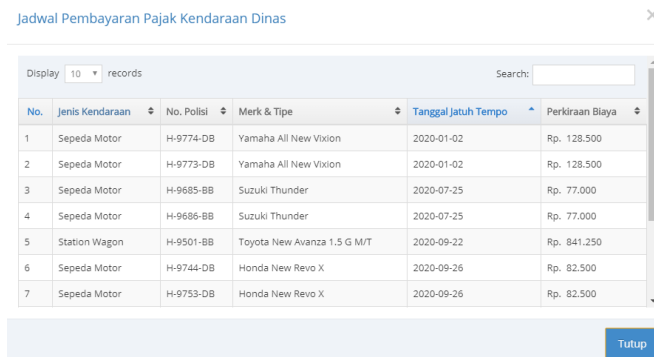 Jadwal Pembayaran Pajak Kendaraan Dinas
Display 10 records Search:
No. Jenis Kendaraan No. Polisi Merk & Tipe Tanggal Jatuh Tempo Perkiraan Biaya
1 Sepeda Motor H-9774-DB Yamaha All New Vixion 2020-01-02 Rp. 128.500
2 Sepeda Motor H-9773-DB Yamaha All New Vixion 2020-01-02 Rp. 128.500
3 Sepeda Motor H-9685-BB Suzuki Thunder 2020-07-25 Rp. 77.000
4 Sepeda Motor H-9686-BB Suzuki Thunder 2020-07-25 Rp. 77.000
5 Station Wagon H-9501-BB Toyota New Avanza 1.5 G M/T 2020-09-22 Rp. 841.250
6 Sepeda Motor H-9744-DB Honda New Revo X 2020-09-26 Rp. 82.500
7 Sepeda Motor H-9753-DB Honda New Revo X 2020-09-26 Rp. 82.500
Tutup